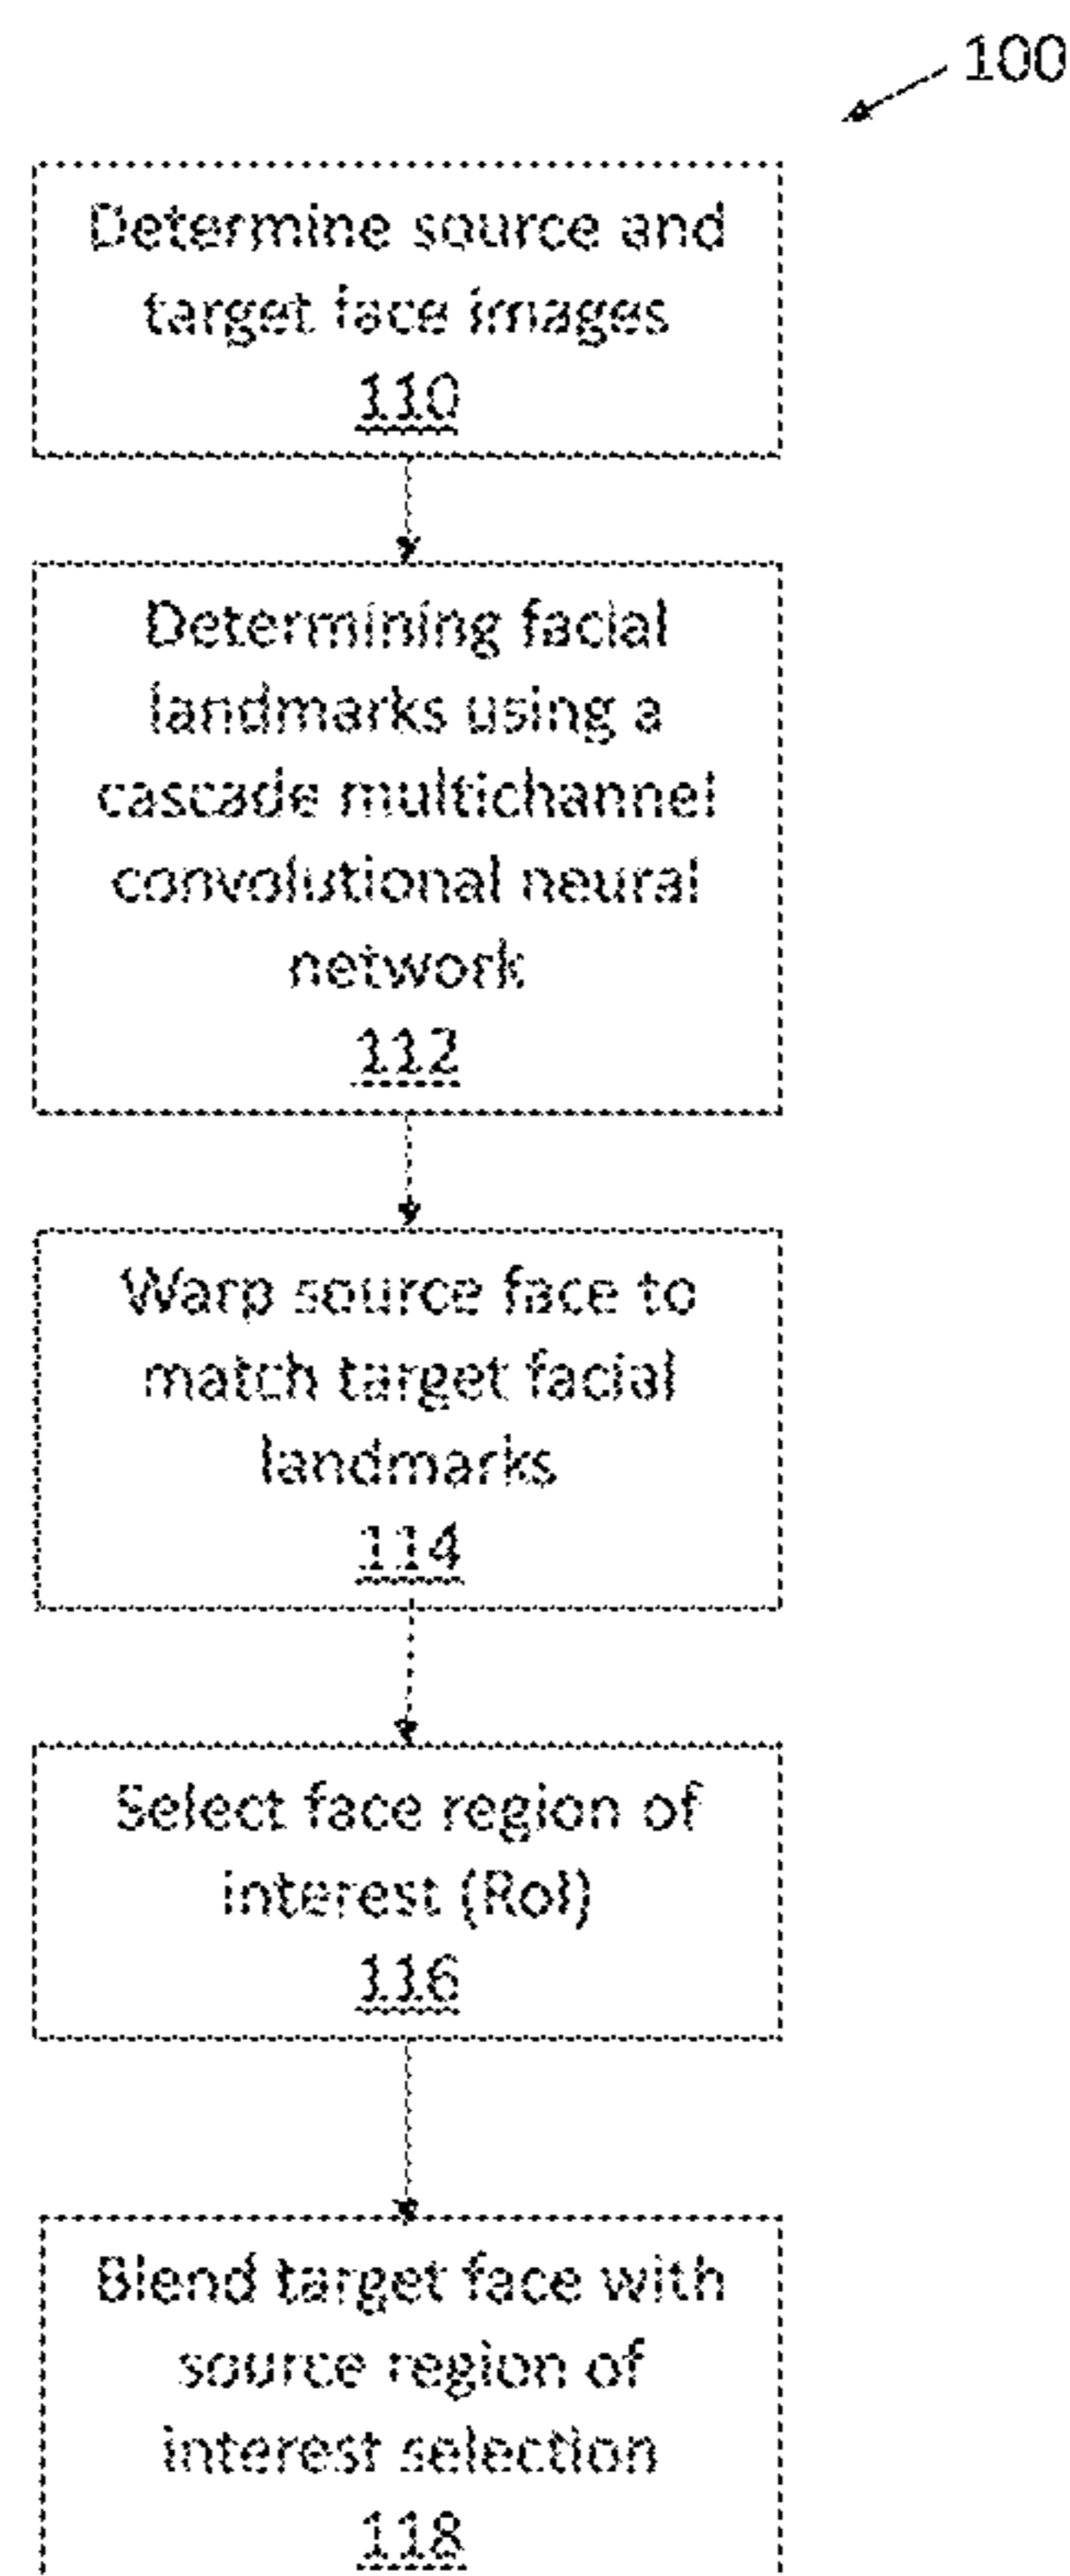 100
Determine source and
target face images
110
Determining facial
landmarks using a
cascade multichannel
convolutional neural
network
112
Warp source face to
match target facial
landmarks
114
Select face region of
interest (RoI)
116
Blend target face with
source region of
interest selection
118